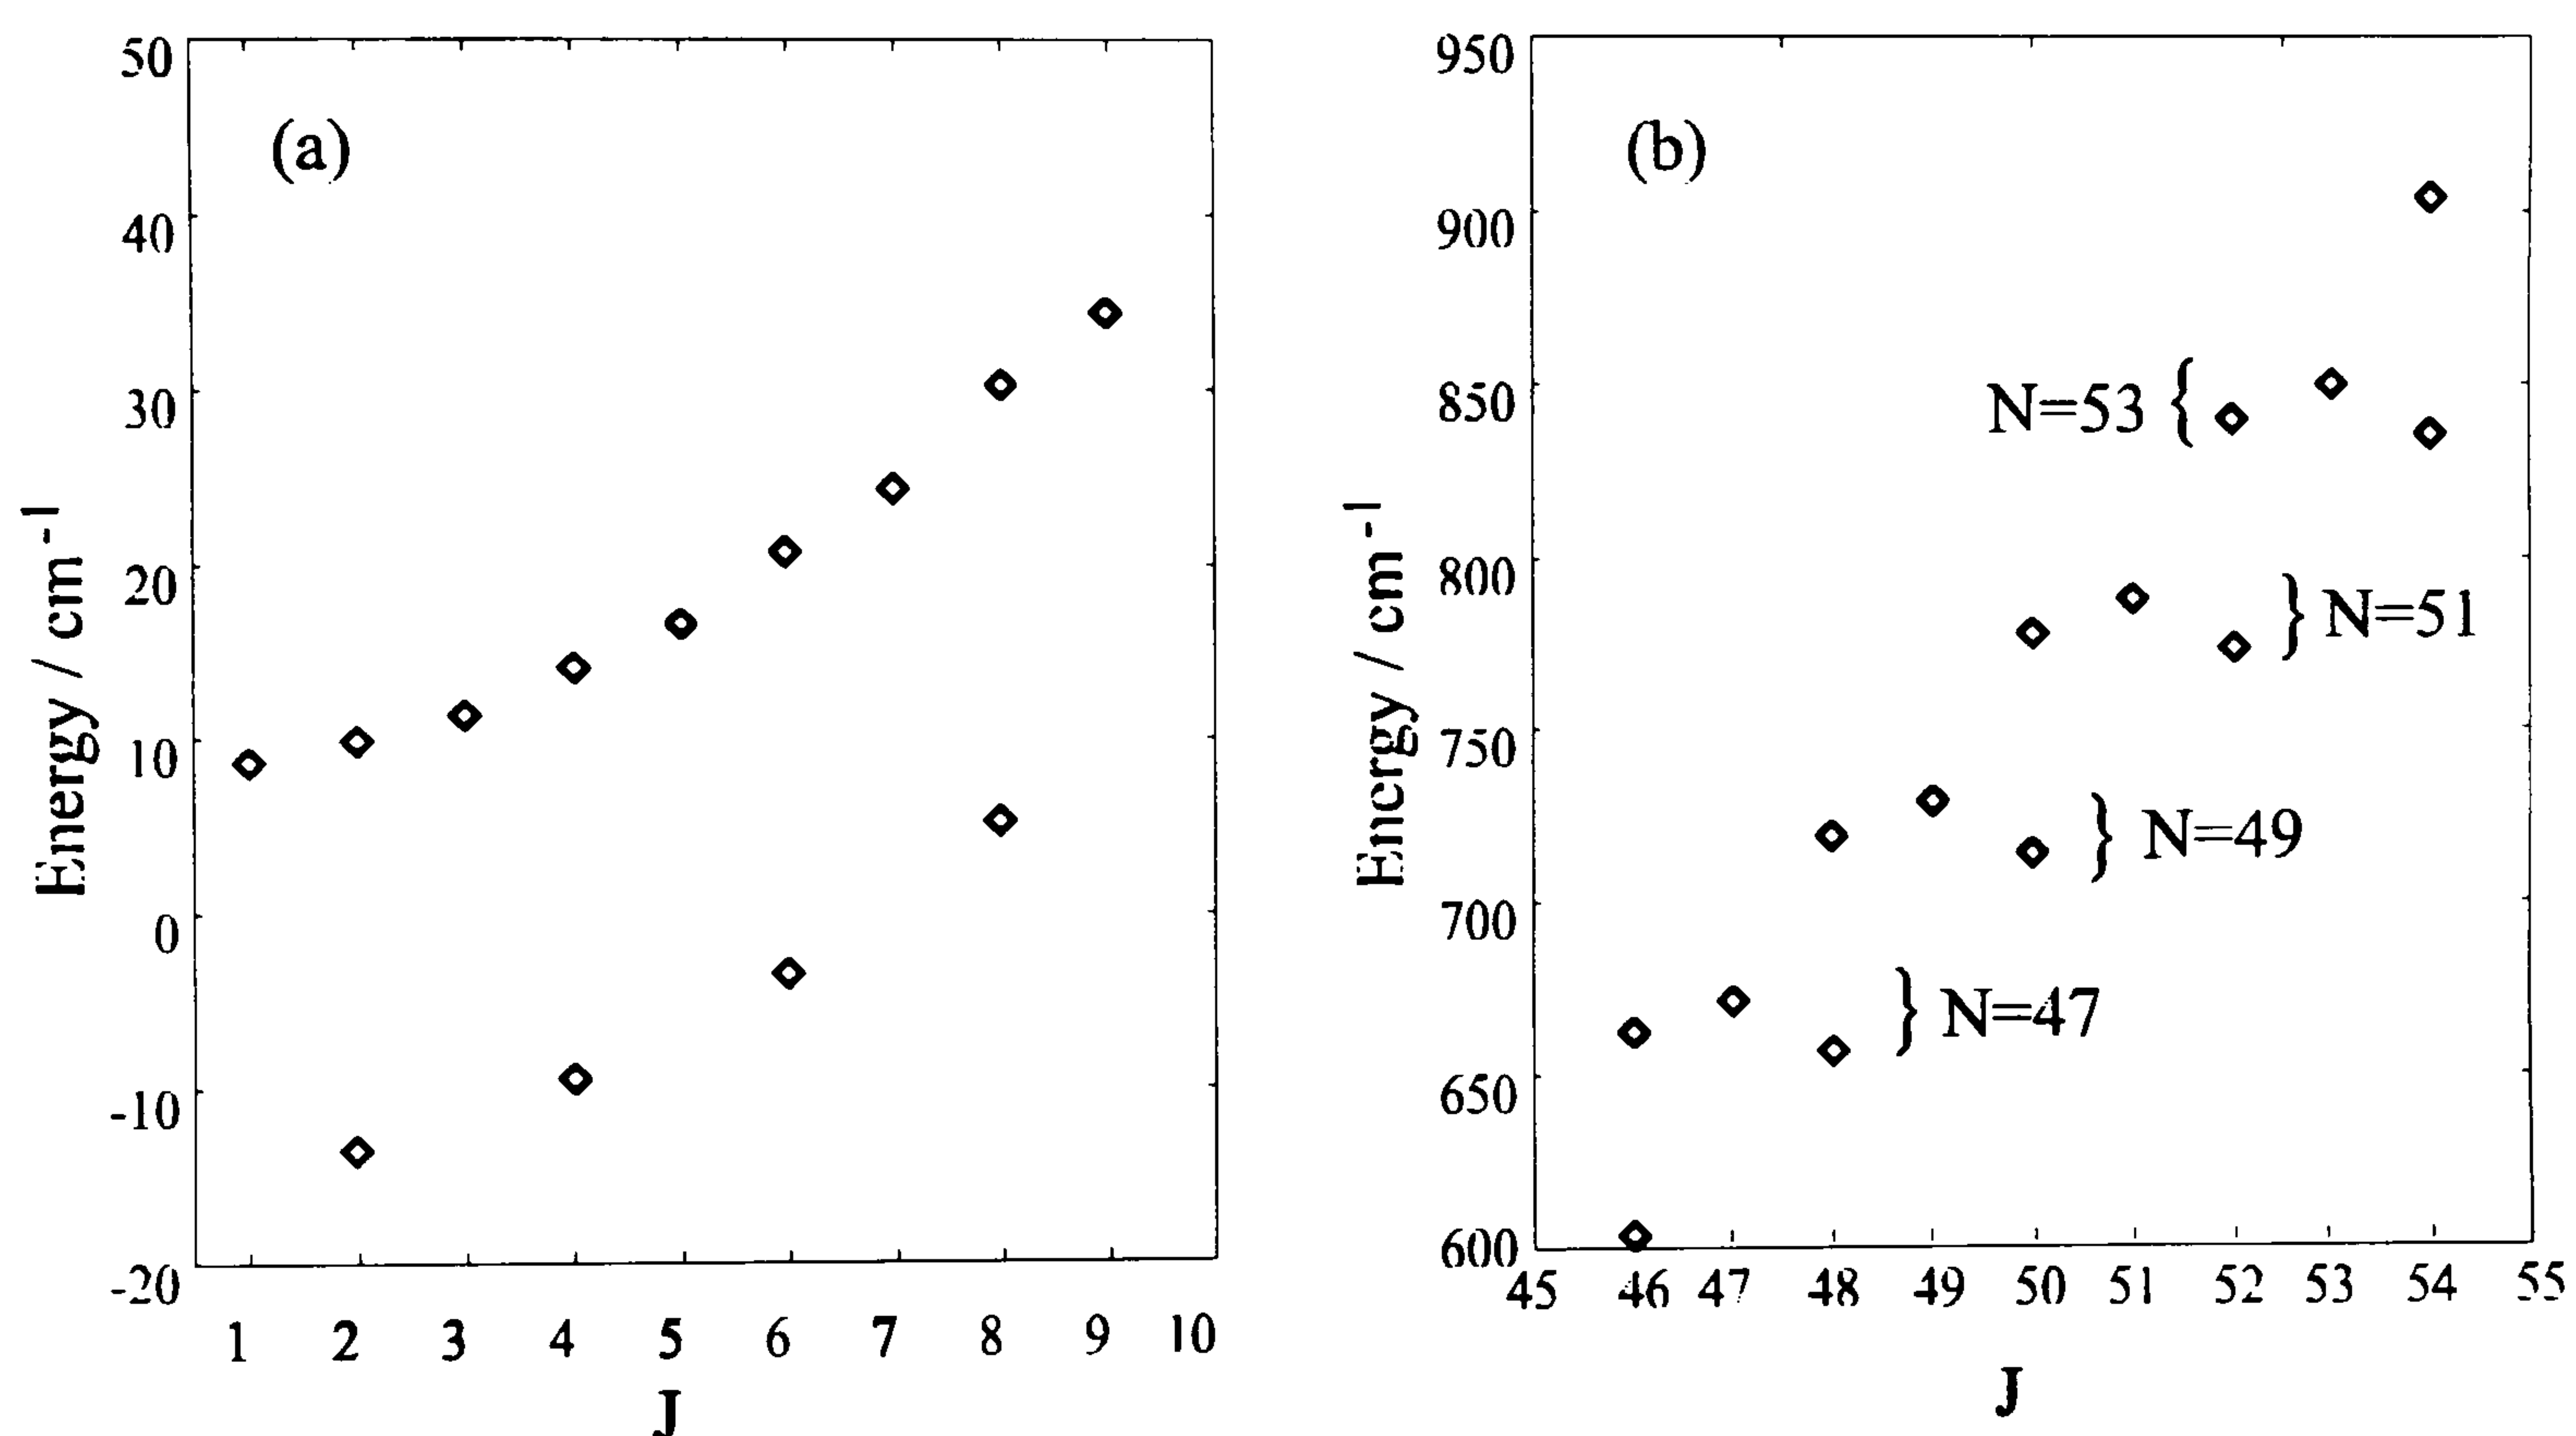 (a)
50
40
30
20
10
0
-10
-20
1 2 3 4 5 6 7 8 9 10
J
Energy / cm-1
(b)
950
900
850
800
750
700
650
600
45 46 47 48 49 50 51 52 53 54 55
J
Energy / cm-1
N=53 {
} N=51
} N=49
} N=47